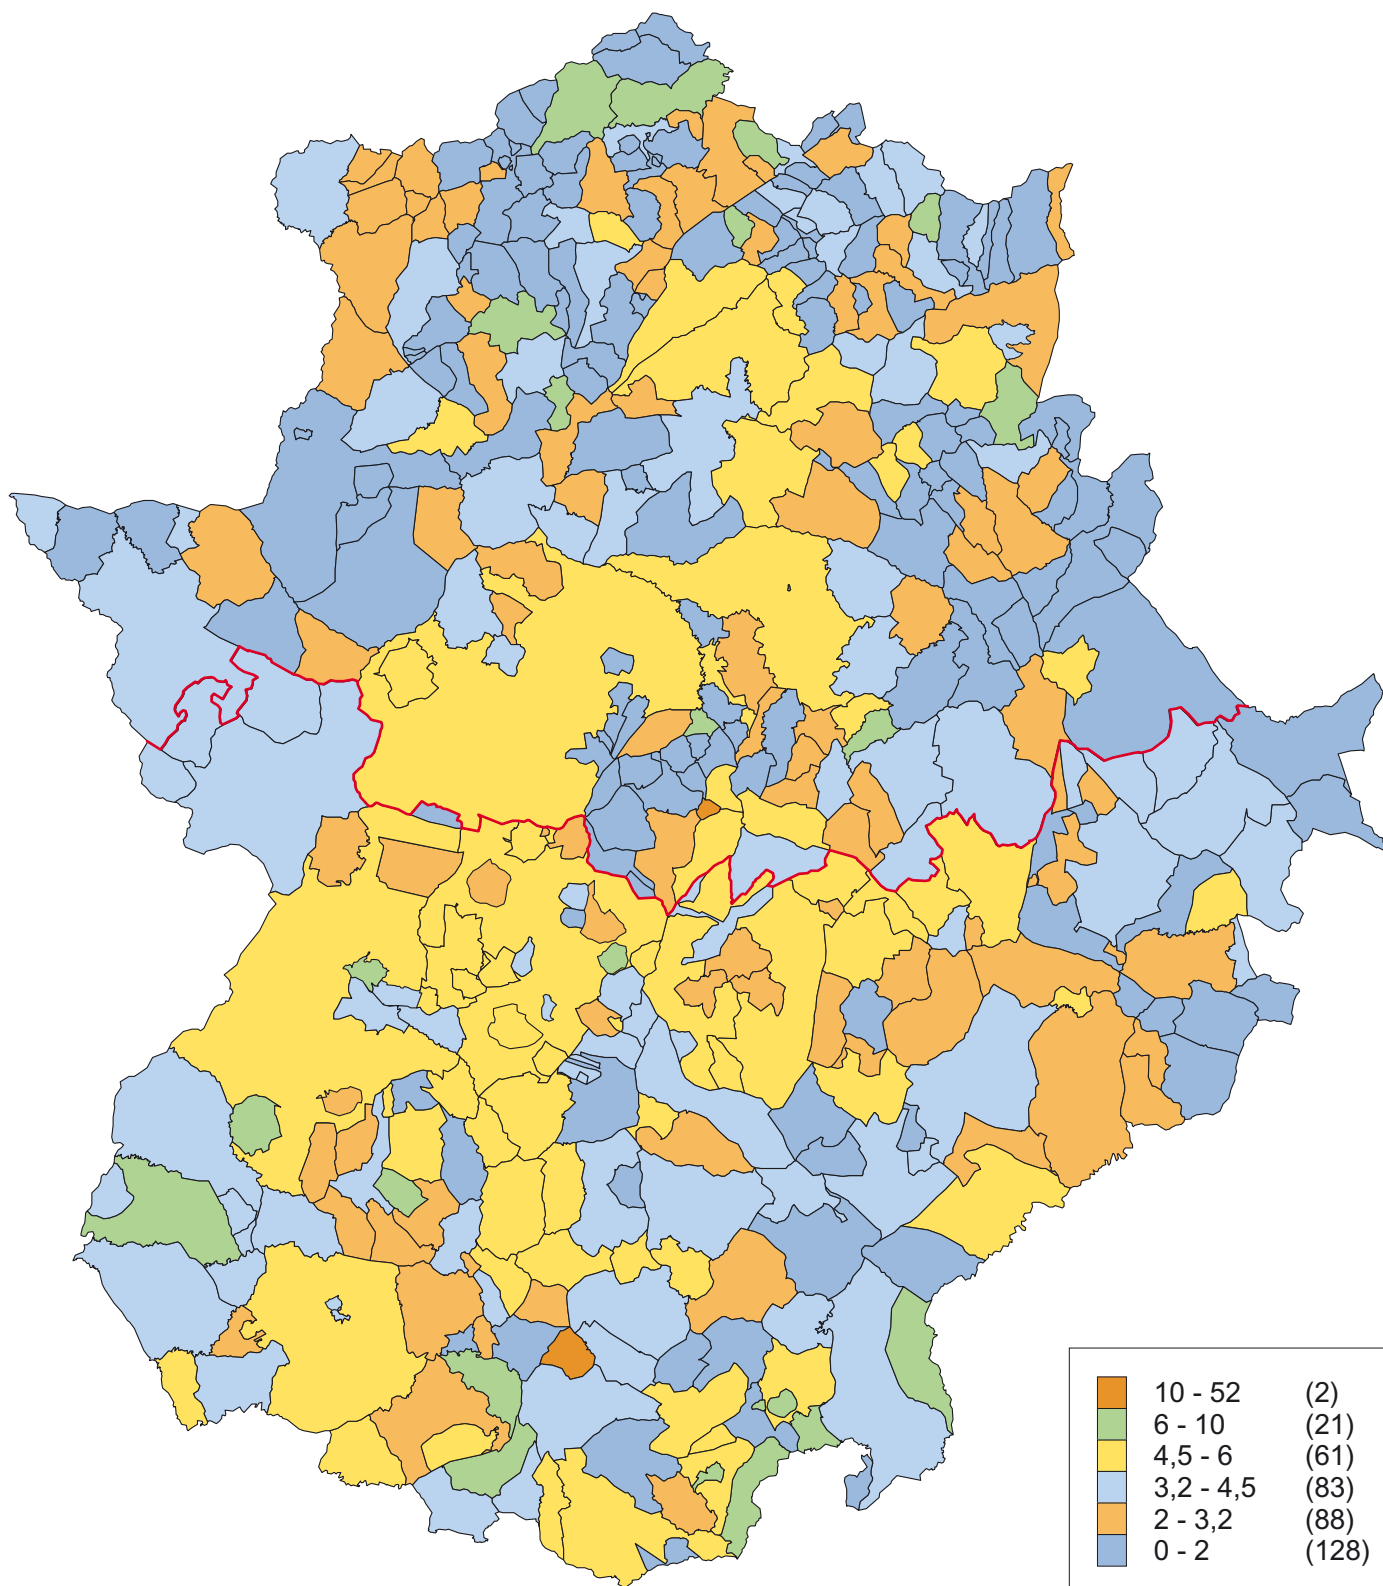 10 - 52 (2)
6 - 10 (21)
4,5 - 6 (61)
3,2 - 4,5 (83)
2 - 3,2 (88)
0 - 2 (128)